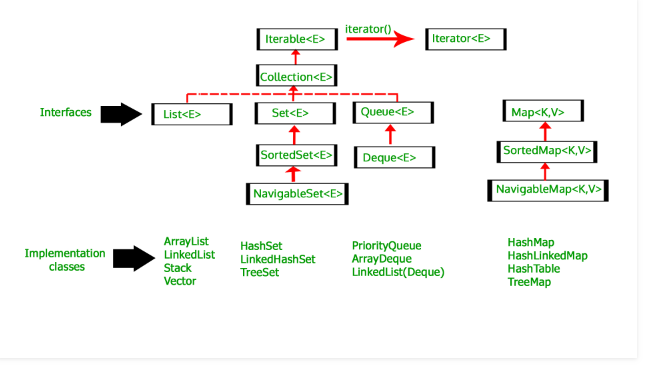 iterator()
Iterable<E>
Iterator<E>
Collection<E>
Interfaces
List<E>
Set<E>
Queue<E>
Map<K,V>
SortedSet<E>
Deque<E>
SortedMap<K,V>
NavigableSet<E>
NavigableMap<K,V>
Implementation
classes
ArrayList
LinkedList
Stack
Vector
HashSet
LinkedHashSet
TreeSet
PriorityQueue
ArrayDeque
LinkedList(Deque)
HashMap
HashLinkedMap
HashTable
TreeMap